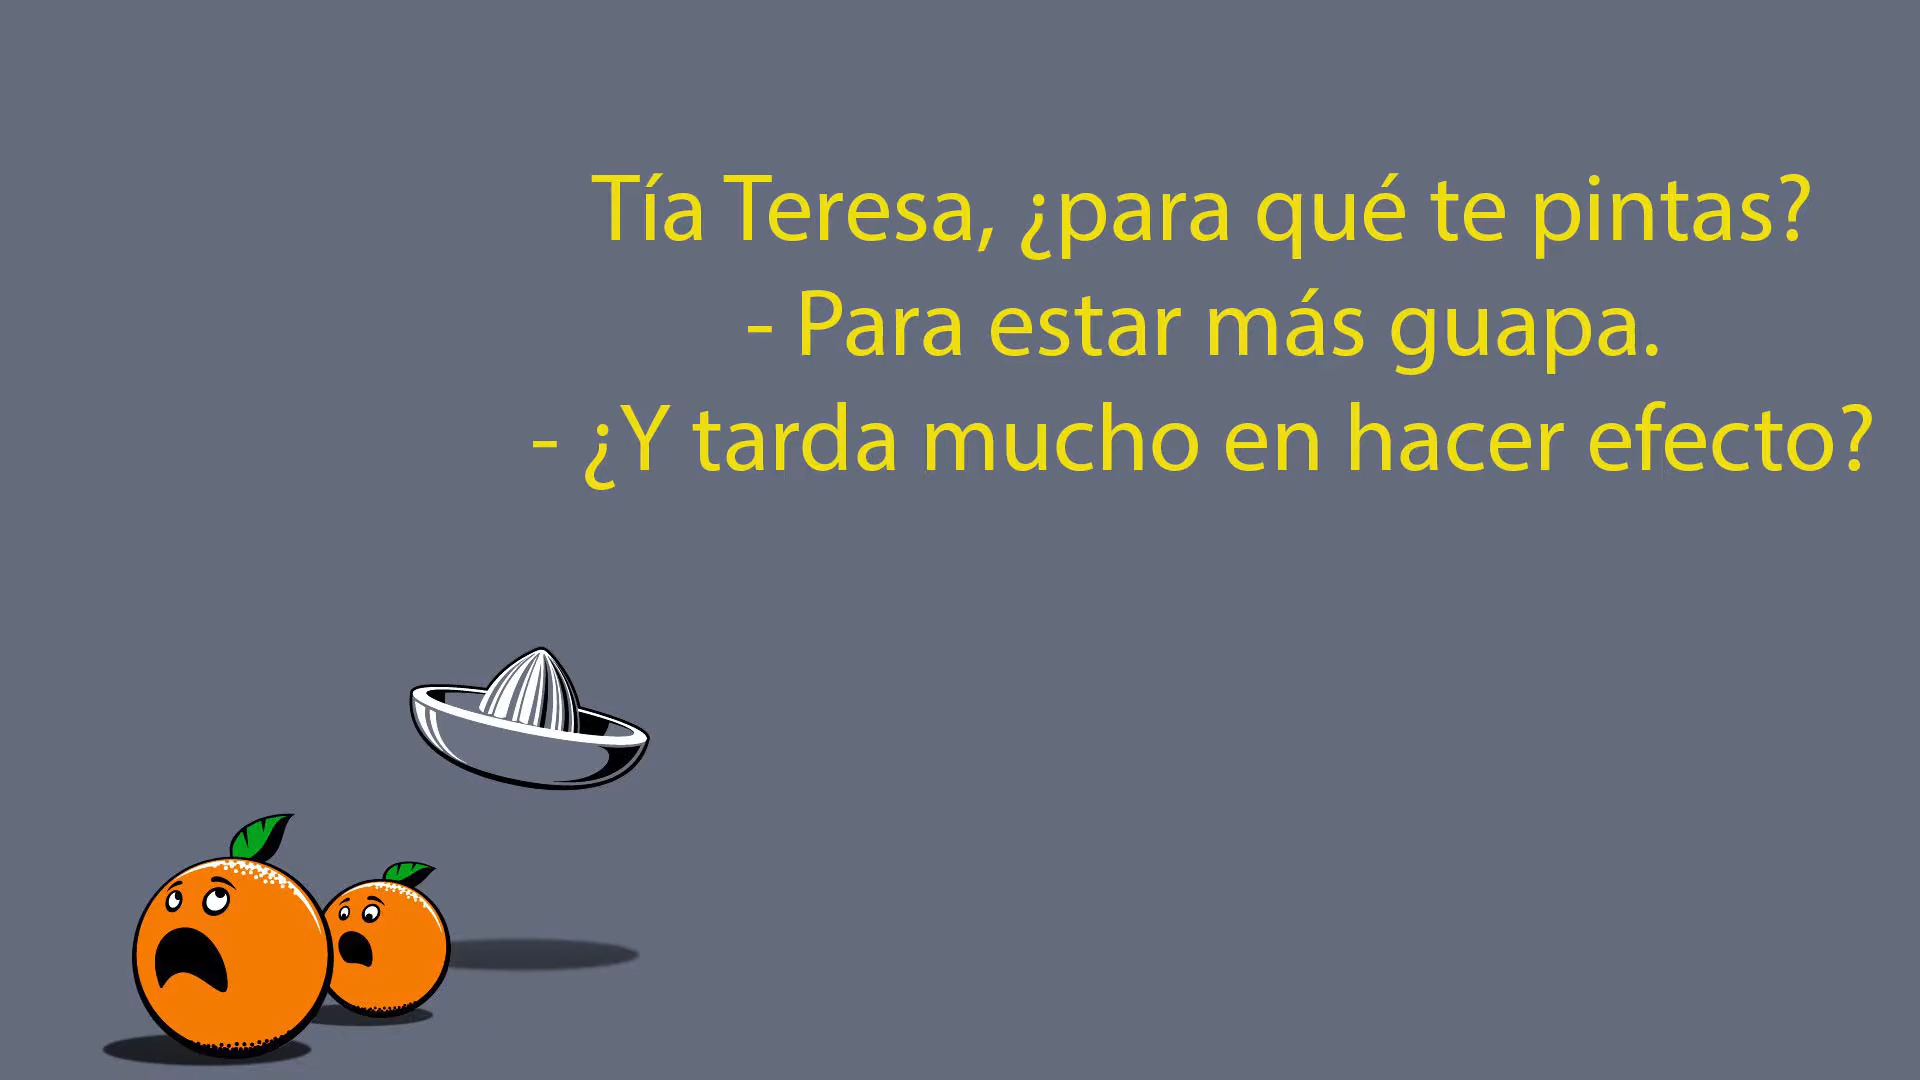 Tía Teresa, ¿para qué te pintas?
- Para estar más guapa.
- ¿Y tarda mucho en hacer efecto?